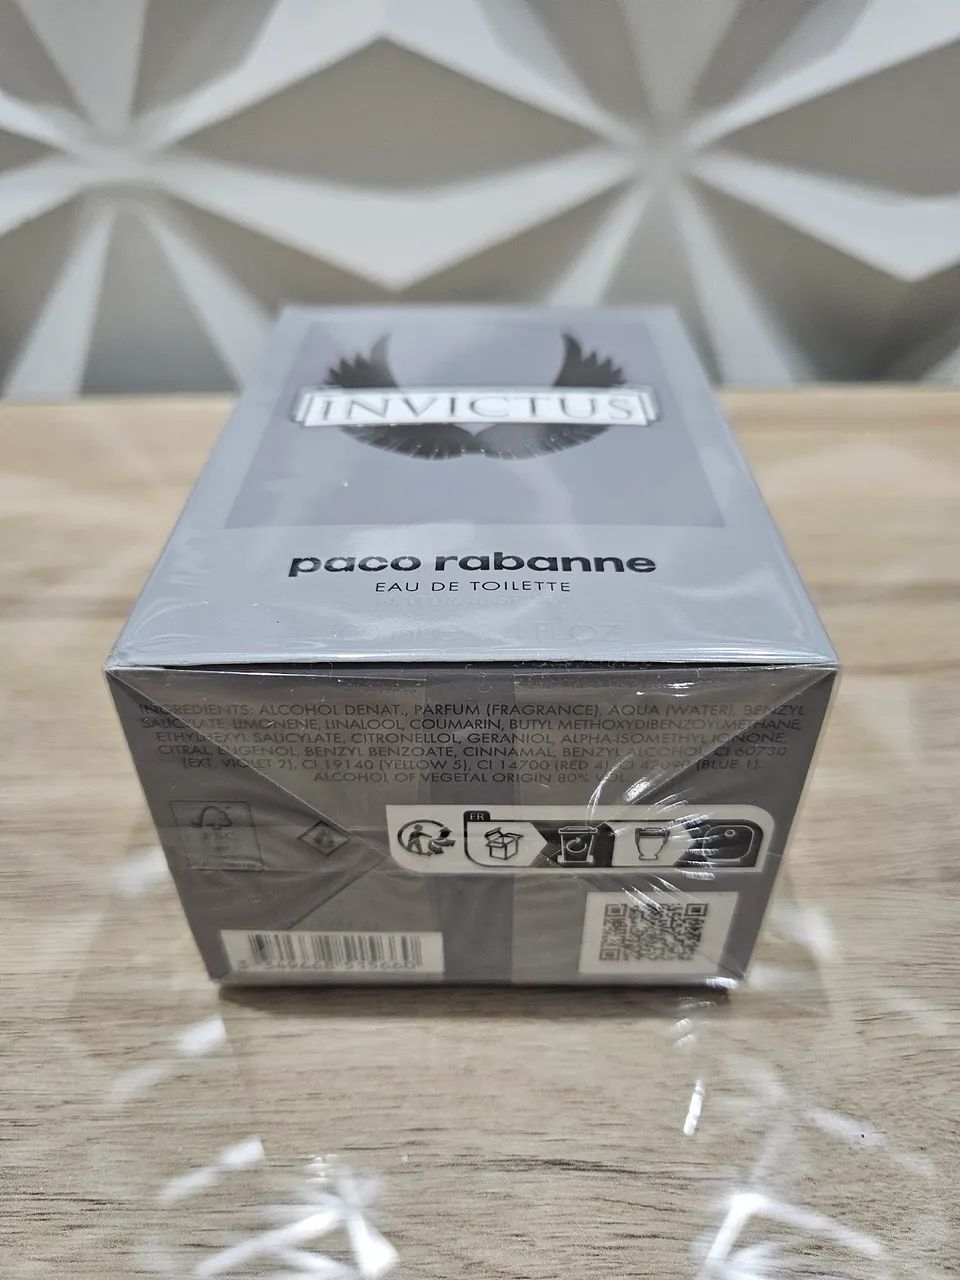 INVICTUS
paco rabanne
EAU DE TOILETTE
INGREDIENTS: ALCOHOL DENAT., PARFUM (FRAGRANCE), AQUA (WATER), BENZYL
SALICYLATE, LIMONENE, LINALOOL, COUMARIN, BUTYL METHOXYDIBENZOYLMETHANE,
ETHYLHEXYL SALICYLATE, CITRONELLOL, GERANIOL, ALPHA-ISOMETHYL IONONE,
CITRAL, EUGENOL, BENZYL BENZOATE, CINNAMAL, BENZYL ALCOHOL, CI 60730
(EXT. VIOLET 2), CI 19140 (YELLOW 5), CI 14700 (RED 4), CI 42090 (BLUE 1).
ALCOHOL OF VEGETAL ORIGIN 80% VOL.
FR
FSC